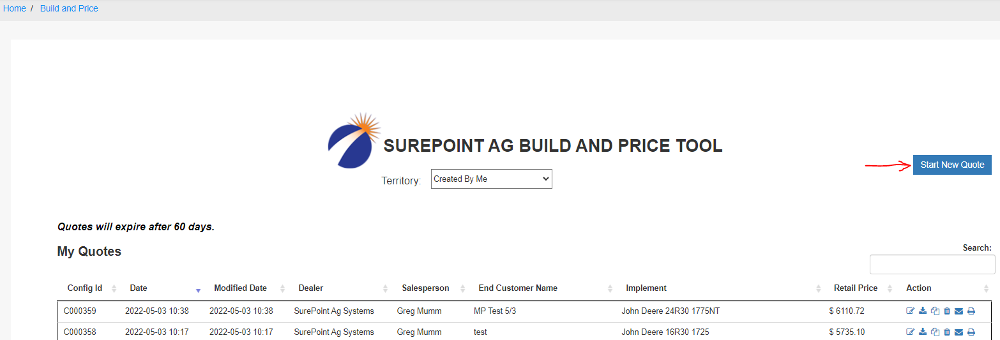 Home / Build and Price
SUREPOINT AG BUILD AND PRICE TOOL
Start New Quote
Territory: Created By Me
Quotes will expire after 60 days.
My Quotes
Search:
Config Id Date Modified Date Dealer Salesperson End Customer Name Implement Retail Price Action
C000359 2022-05-03 10:38 2022-05-03 10:38 SurePoint Ag Systems Greg Mumm MP Test 5/3 John Deere 24R30 1775NT $ 6110.72
C000358 2022-05-03 10:17 2022-05-03 10:17 SurePoint Ag Systems Greg Mumm test John Deere 16R30 1725 $ 5735.10